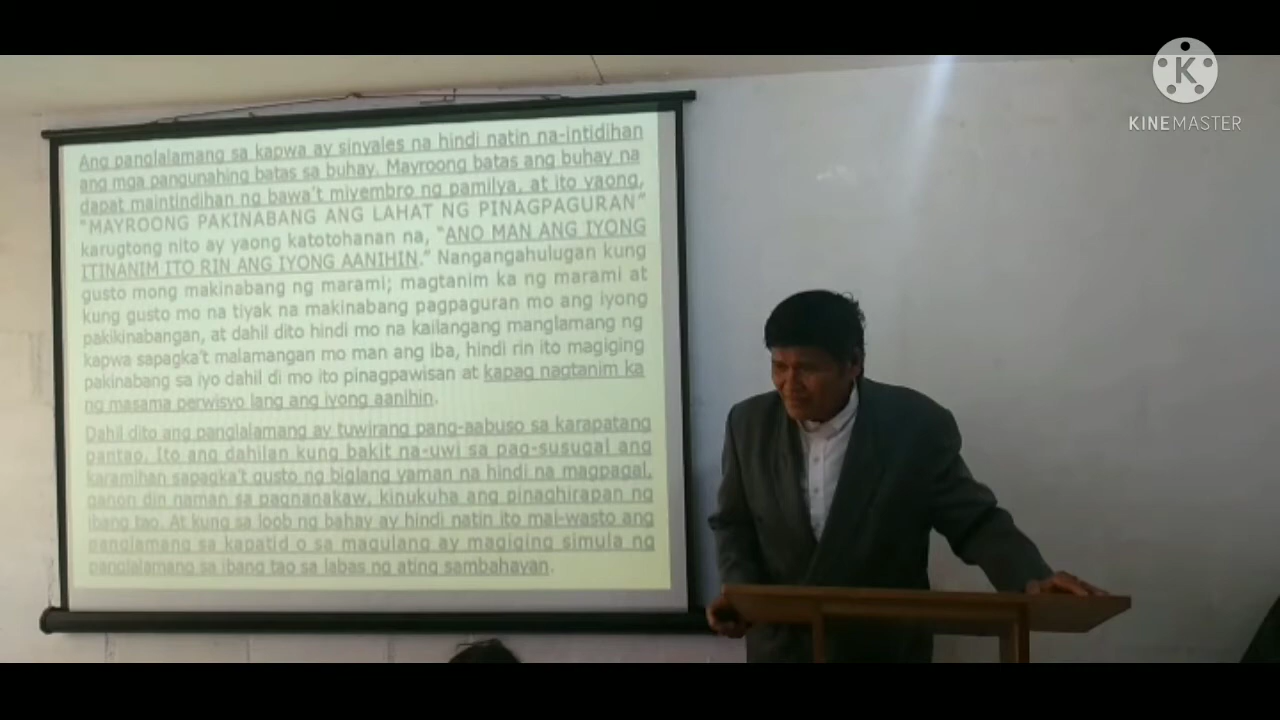 Ang panglalamang sa kapwa ay sinyales na hindi natin na-intidihan
ang mga pangunahing batas sa buhay. Mayroong batas ang buhay na
dapat maintindihan ng bawa't miyembro ng pamilya, at ito yaong,
"MAYROONG PAKINABANG ANG LAHAT NG PINAGPAGURAN"
karugtong nito ay yaong katotohanan na, "ANO MAN ANG IYONG
ITINANIM ITO RIN ANG IYONG AANIHIN." Nangangahulugan kung
gusto mong makinabang ng marami; magtanim ka ng marami at
kung gusto mo na tiyak na makinabang pagpaguran mo ang iyong
pakikinabangan, at dahil dito hindi mo na kailangang manglamang ng
kapwa sapagka't malamangan mo man ang iba, hindi rin ito magiging
pakinabang sa iyo dahil di mo ito pinagpawisan at kapag nagtanim ka
ng masama perwisyo lang ang iyong aanihin.
Dahil dito ang panglalamang ay tuwirang pang-aabuso sa karapatang
pantao. Ito ang dahilan kung bakit na-uwi sa pag-susugal ang
karamihan sapagka't gusto ng biglang yaman na hindi na magpagal,
ganon din naman sa pagnanakaw, kinukuha ang pinaghirapan ng
ibang tao. At kung sa loob ng bahay ay hindi natin ito mai-wasto ang
panglamang sa kapatid o sa magulang ay magiging simula ng
panglalamang sa ibang tao sa labas ng ating sambahayan.
K
KINEMASTER